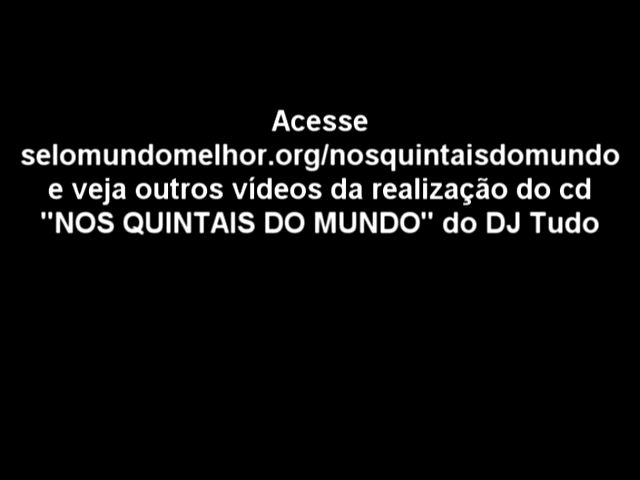 Acesse
selomundomelhor.org/nosquintaisdomundo
e veja outros vídeos da realização do cd
"NOS QUINTAIS DO MUNDO" do DJ Tudo